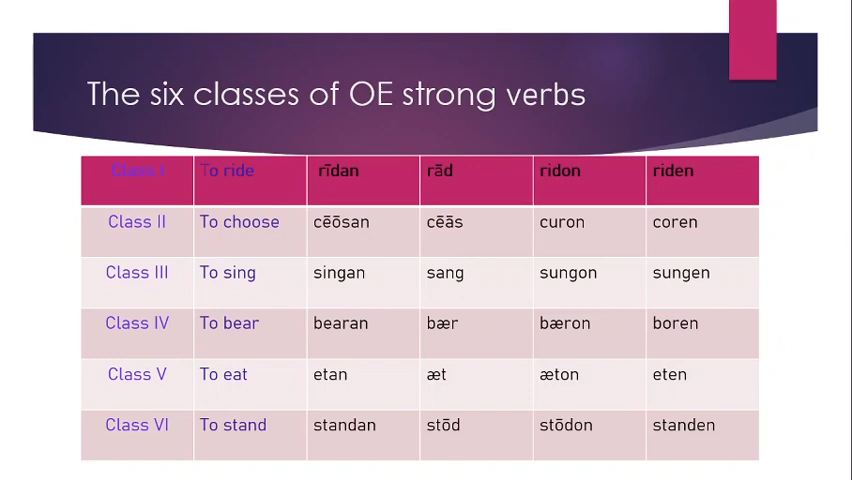 The six classes of OE strong verbs
Class I To ride rīdan rād ridon riden
Class II To choose cēōsan cēās curon coren
Class III To sing singan sang sungon sungen
Class IV To bear bearan bær bæron boren
Class V To eat etan æt æton eten
Class VI To stand standan stōd stōdon standen